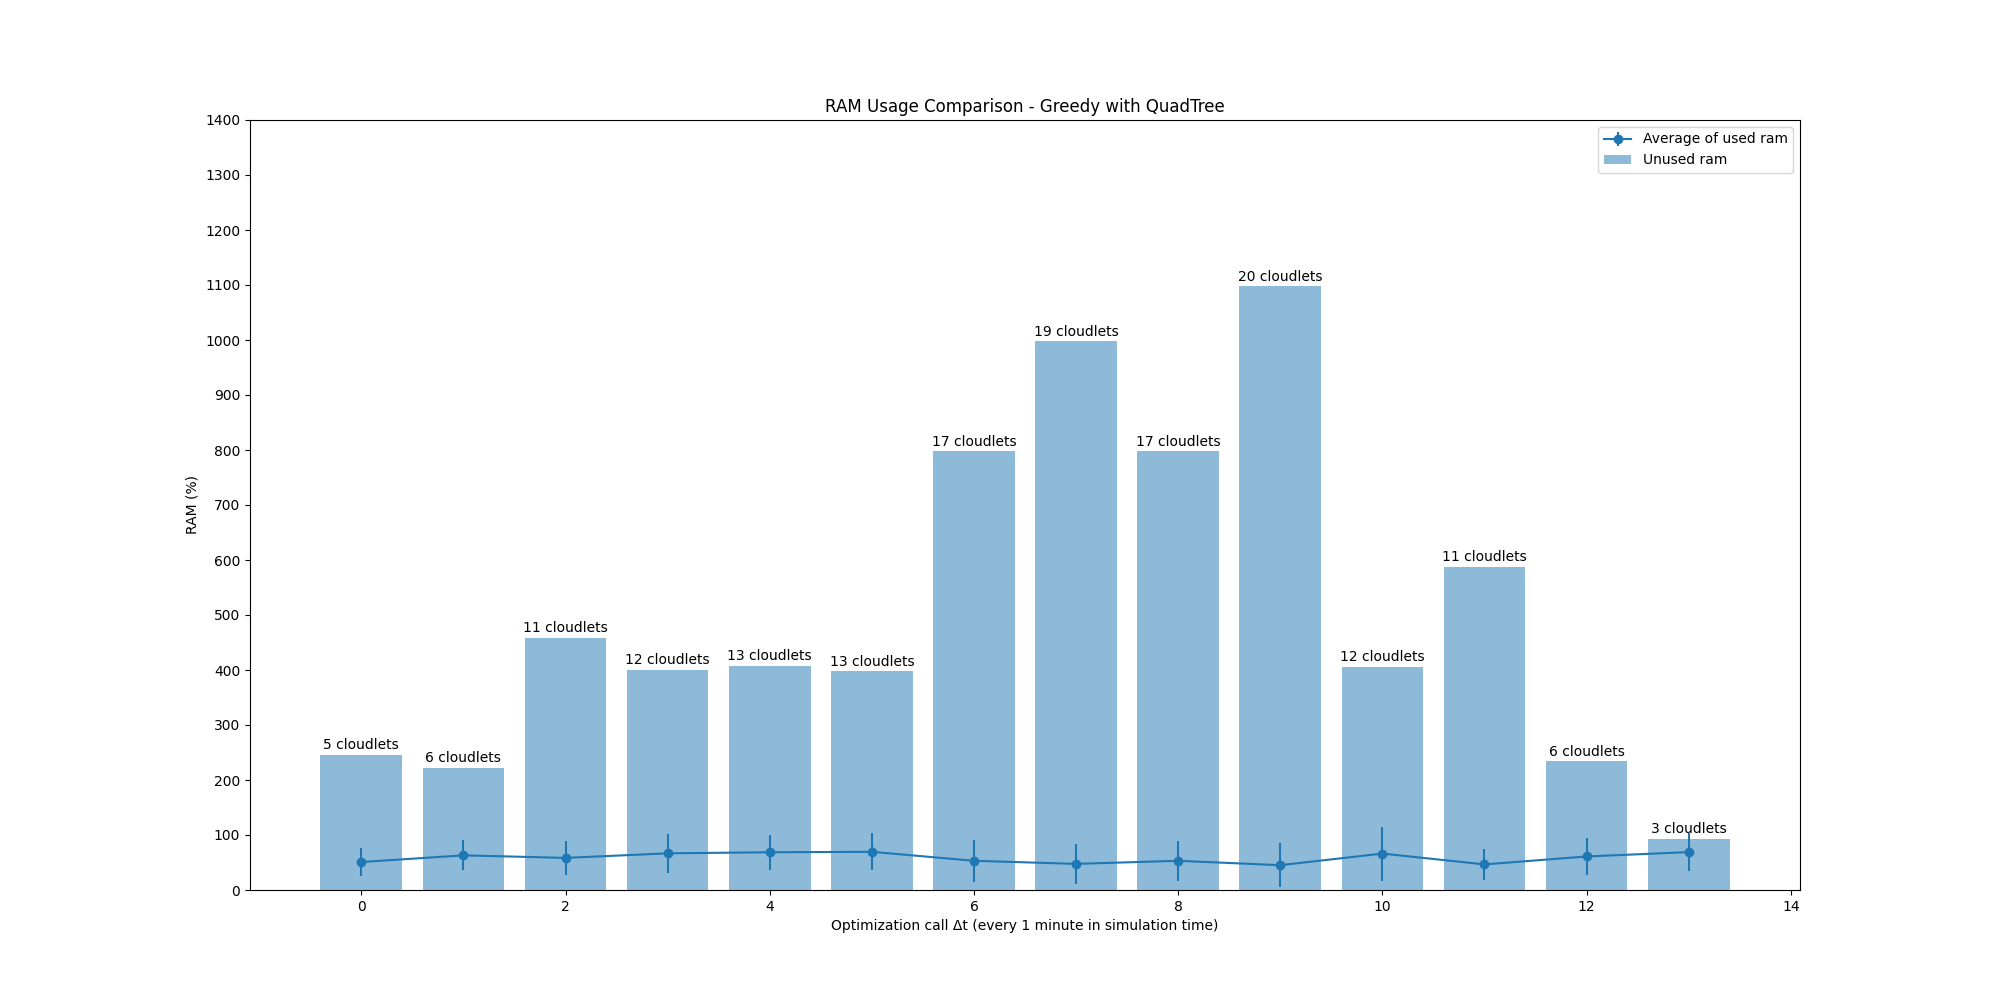 RAM Usage Comparison - Greedy with QuadTree
1400
1300
1200
1100
1000
900
800
700
600
500
400
300
200
100
0
RAM (%)
Average of used ram
Unused ram
5 cloudlets
6 cloudlets
11 cloudlets
12 cloudlets
13 cloudlets
13 cloudlets
17 cloudlets
19 cloudlets
17 cloudlets
20 cloudlets
12 cloudlets
11 cloudlets
6 cloudlets
3 cloudlets
0 2 4 6 8 10 12 14
Optimization call Δt (every 1 minute in simulation time)